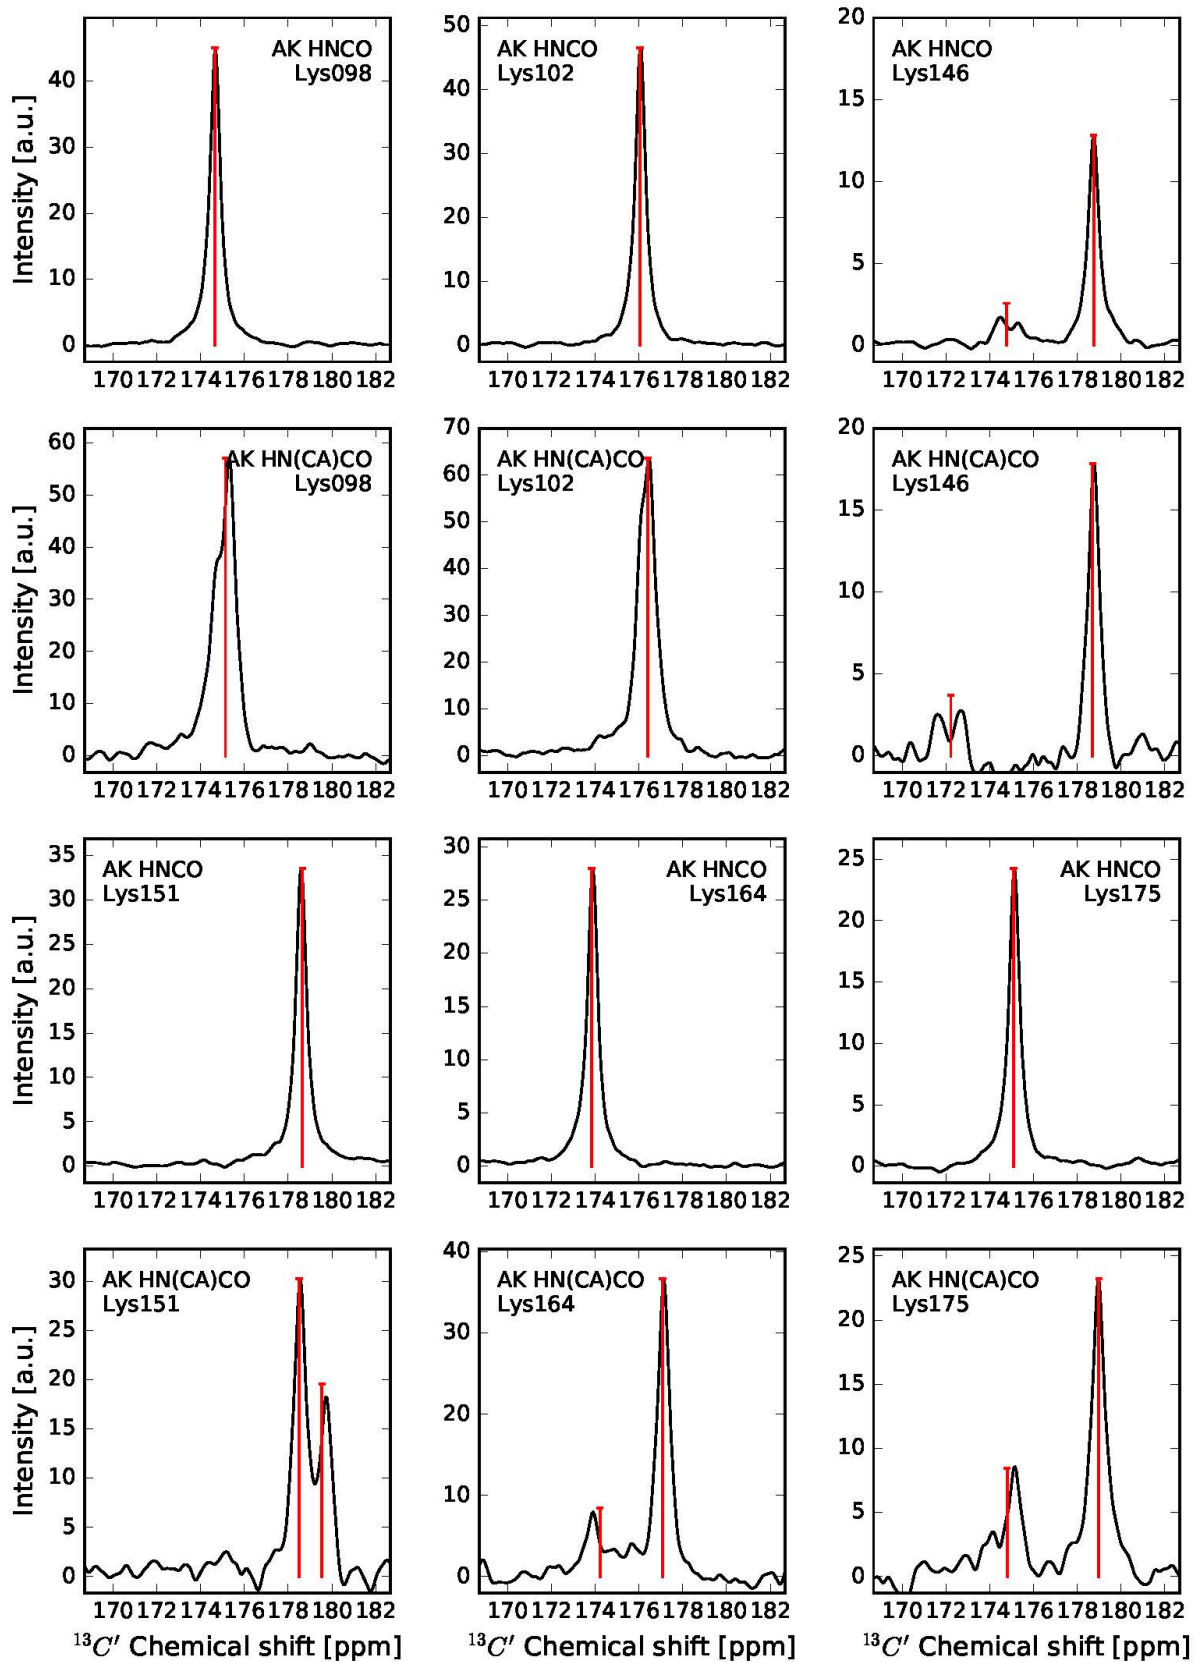 AK HNCO
Lys098
Intensity [a.u.]
0
10
20
30
40
170 172 174 176 178 180 182
AK HNCO
Lys102
0
10
20
30
40
50
170 172 174 176 178 180 182
AK HNCO
Lys146
0
5
10
15
20
170 172 174 176 178 180 182
AK HN(CA)CO
Lys098
Intensity [a.u.]
0
10
20
30
40
50
60
170 172 174 176 178 180 182
AK HN(CA)CO
Lys102
0
10
20
30
40
50
60
70
170 172 174 176 178 180 182
AK HN(CA)CO
Lys146
0
5
10
15
20
170 172 174 176 178 180 182
AK HNCO
Lys151
Intensity [a.u.]
0
5
10
15
20
25
30
35
170 172 174 176 178 180 182
AK HNCO
Lys164
0
5
10
15
20
25
30
170 172 174 176 178 180 182
AK HNCO
Lys175
0
5
10
15
20
25
170 172 174 176 178 180 182
AK HN(CA)CO
Lys151
Intensity [a.u.]
0
5
10
15
20
25
30
170 172 174 176 178 180 182
13C′ Chemical shift [ppm]
AK HN(CA)CO
Lys164
0
10
20
30
40
170 172 174 176 178 180 182
13C′ Chemical shift [ppm]
AK HN(CA)CO
Lys175
0
5
10
15
20
25
170 172 174 176 178 180 182
13C′ Chemical shift [ppm]